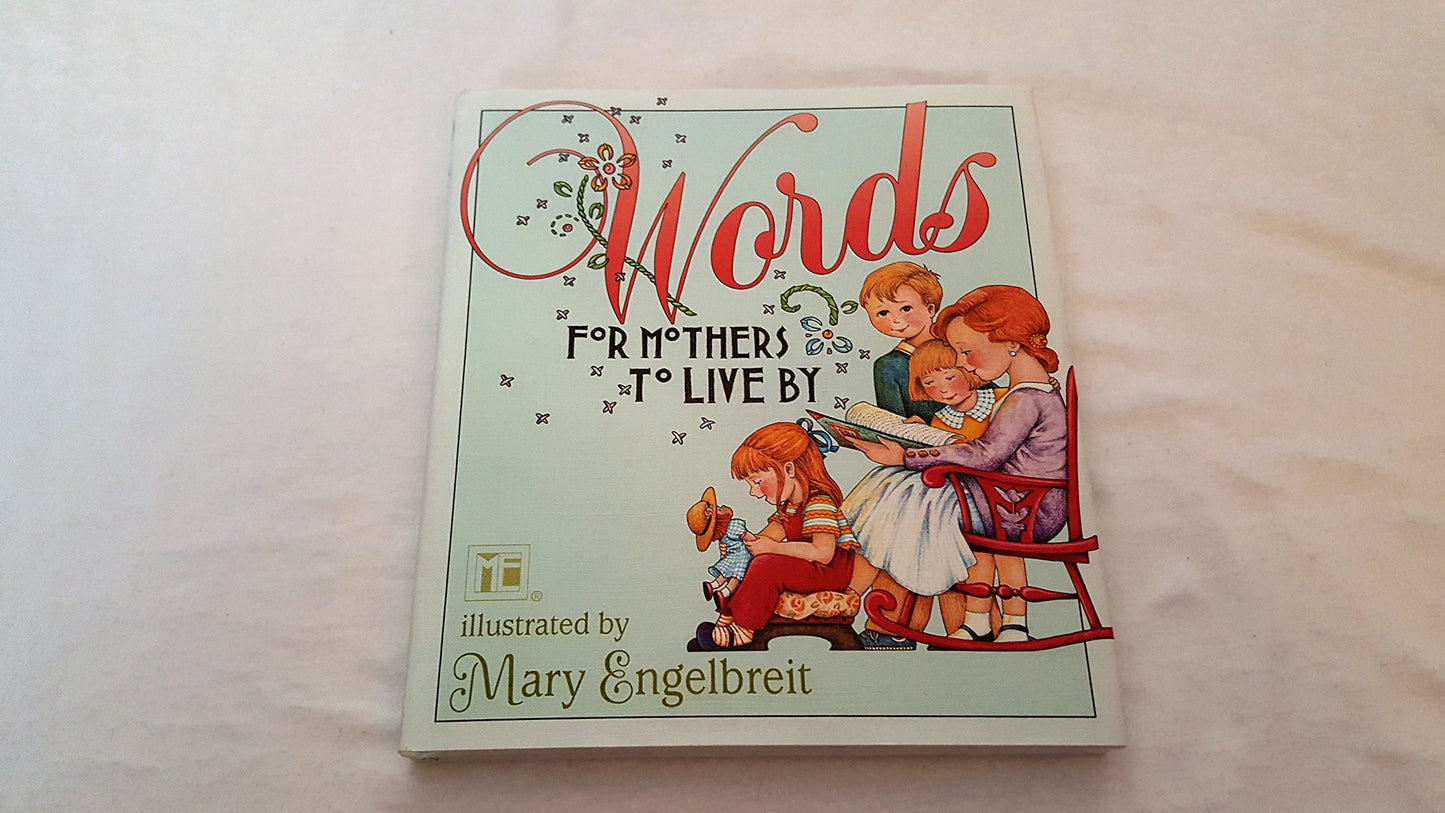 Words
FOR MOTHERS
TO LIVE BY
ME
®
illustrated by
Mary Engelbreit